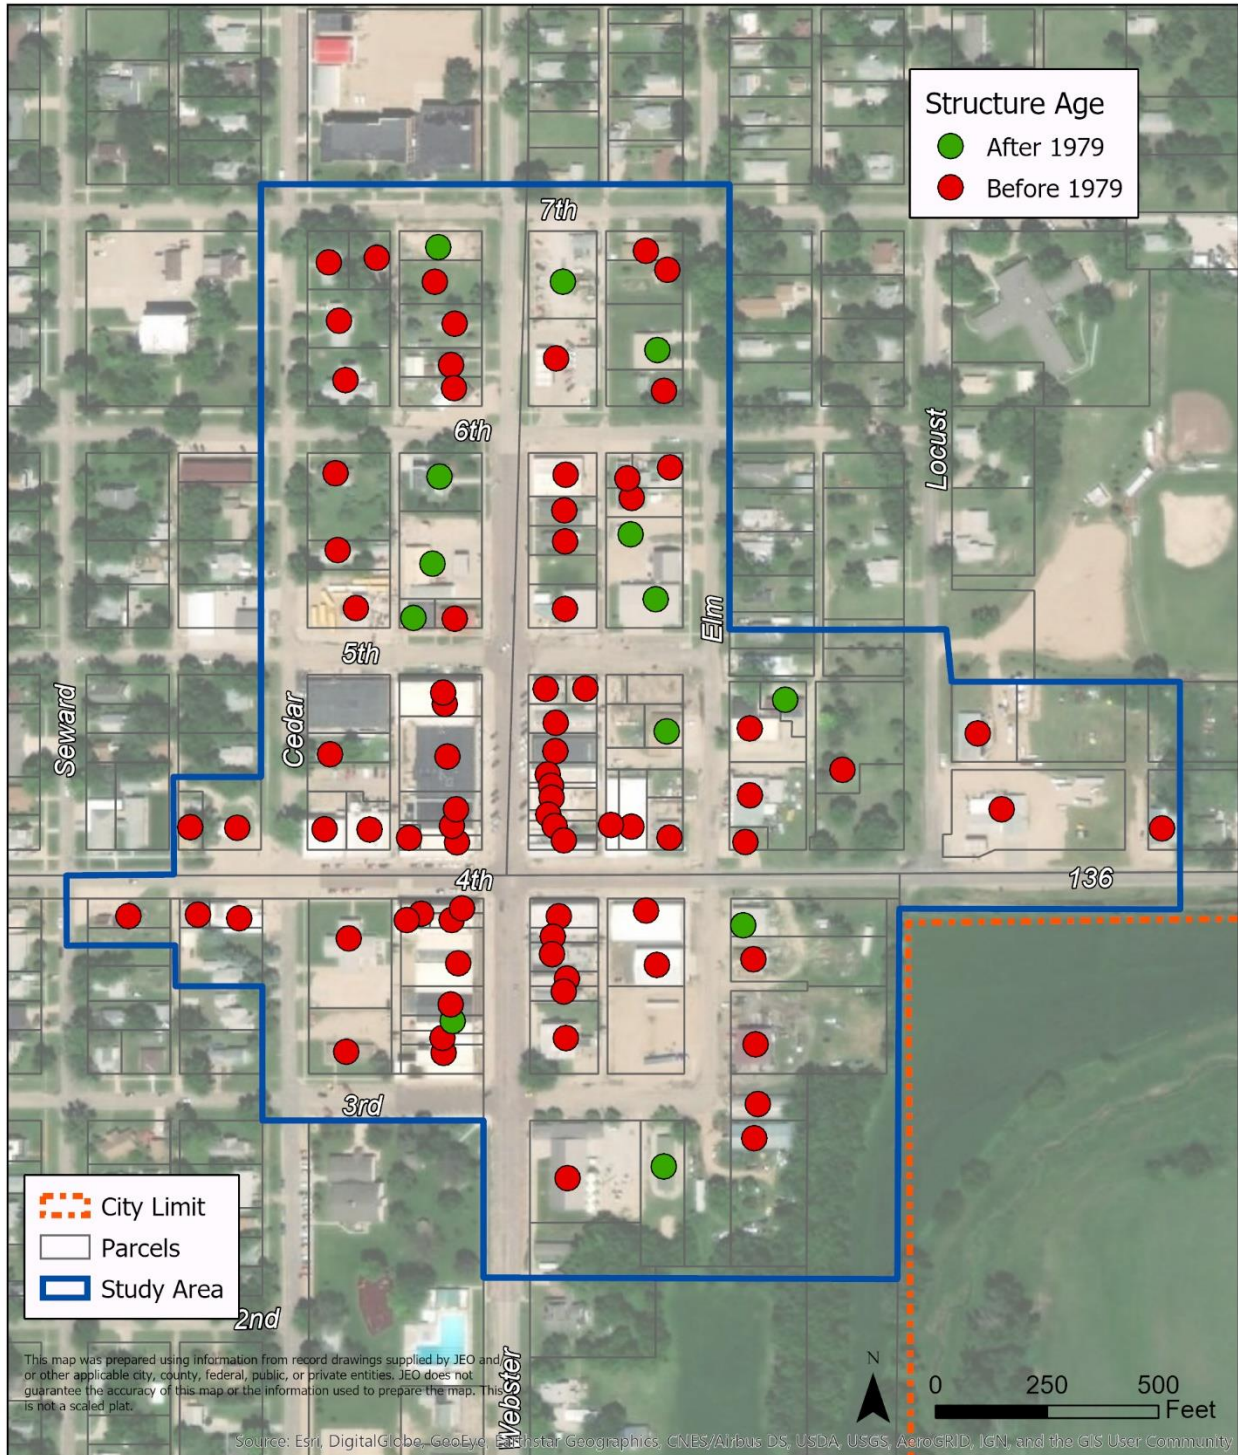 Structure Age
After 1979
Before 1979
7th
6th
Locust
5th
Elm
Seward
Cedar
4th
136
3rd
City Limit
Parcels
Study Area
2nd
Webster
This map was prepared using information from record drawings supplied by JEO and/
or other applicable city, county, federal, public, or private entities. JEO does not
guarantee the accuracy of this map or the information used to prepare the map. This
is not a scaled plat.
N
0 250 500
Feet
Source: Esri, DigitalGlobe, GeoEye, Earthstar Geographics, CNES/Airbus DS, USDA, USGS, AeroGRID, IGN, and the GIS User Community